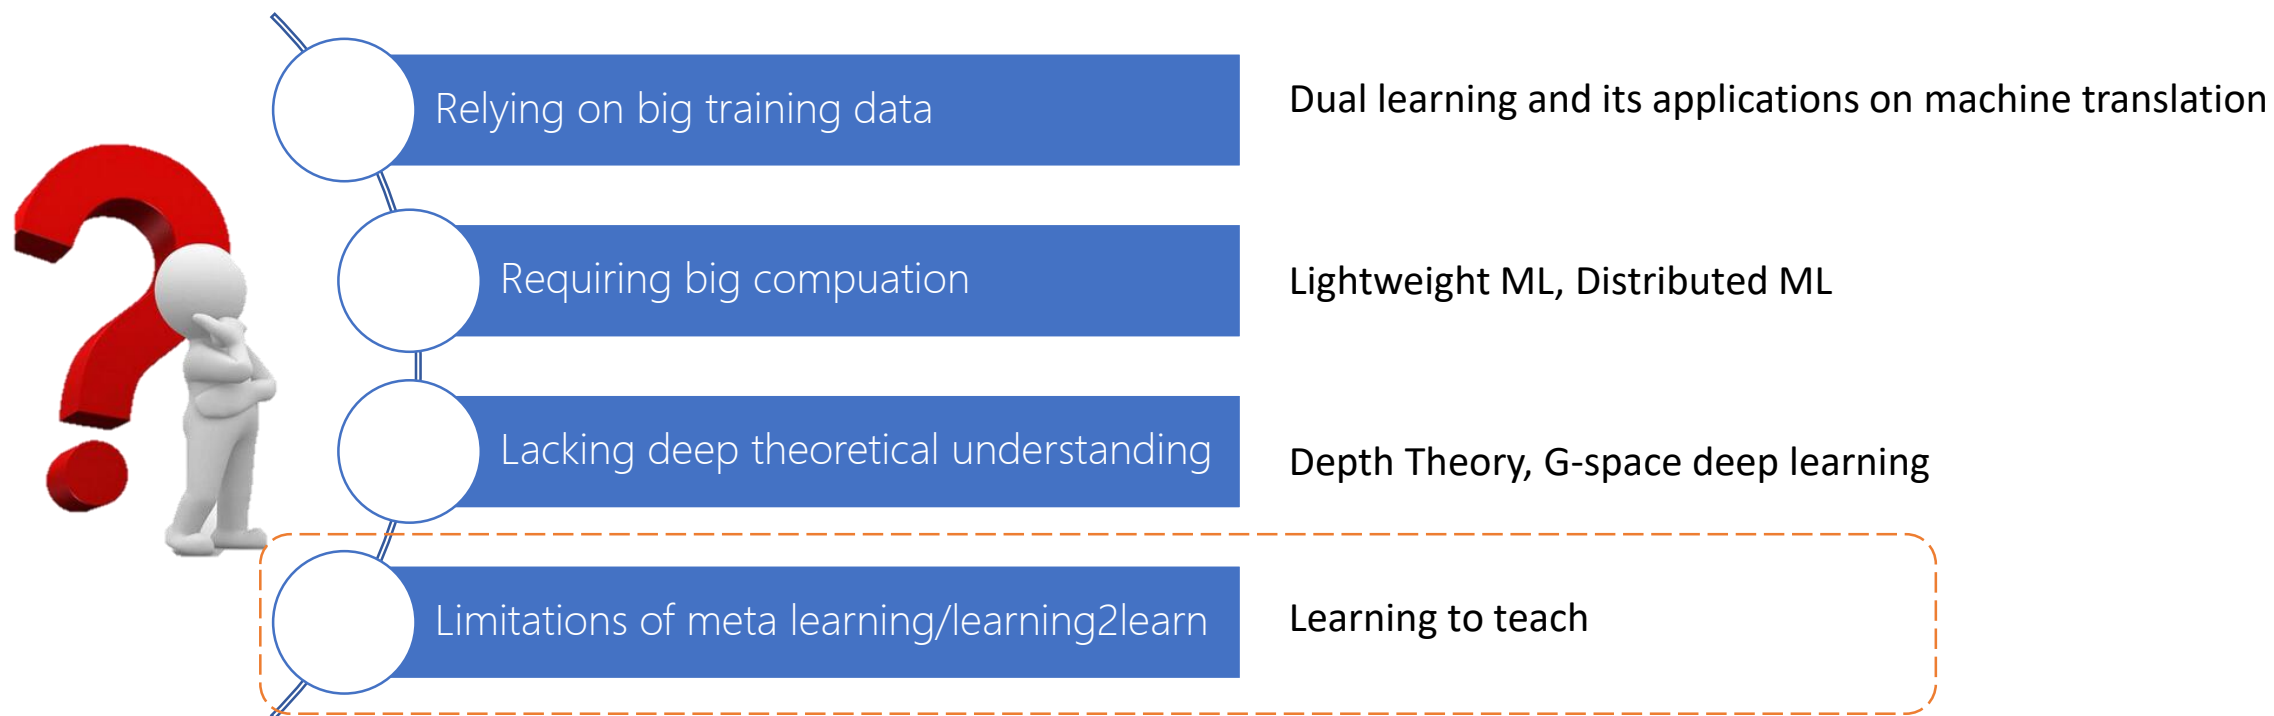 Relying on big training data
Dual learning and its applications on machine translation
Requiring big compuation
Lightweight ML, Distributed ML
Lacking deep theoretical understanding
Depth Theory, G-space deep learning
Limitations of meta learning/learning2learn
Learning to teach